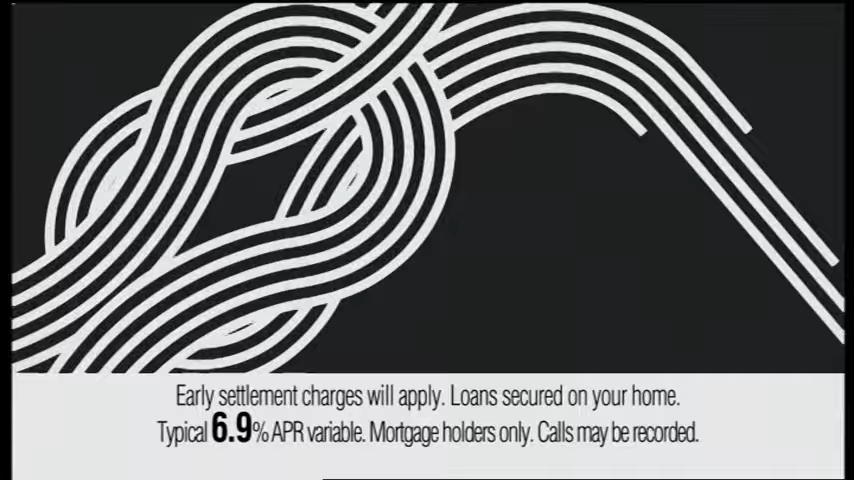 Early settlement charges will apply. Loans secured on your home.
Typical 6.9% APR variable. Mortgage holders only. Calls may be recorded.